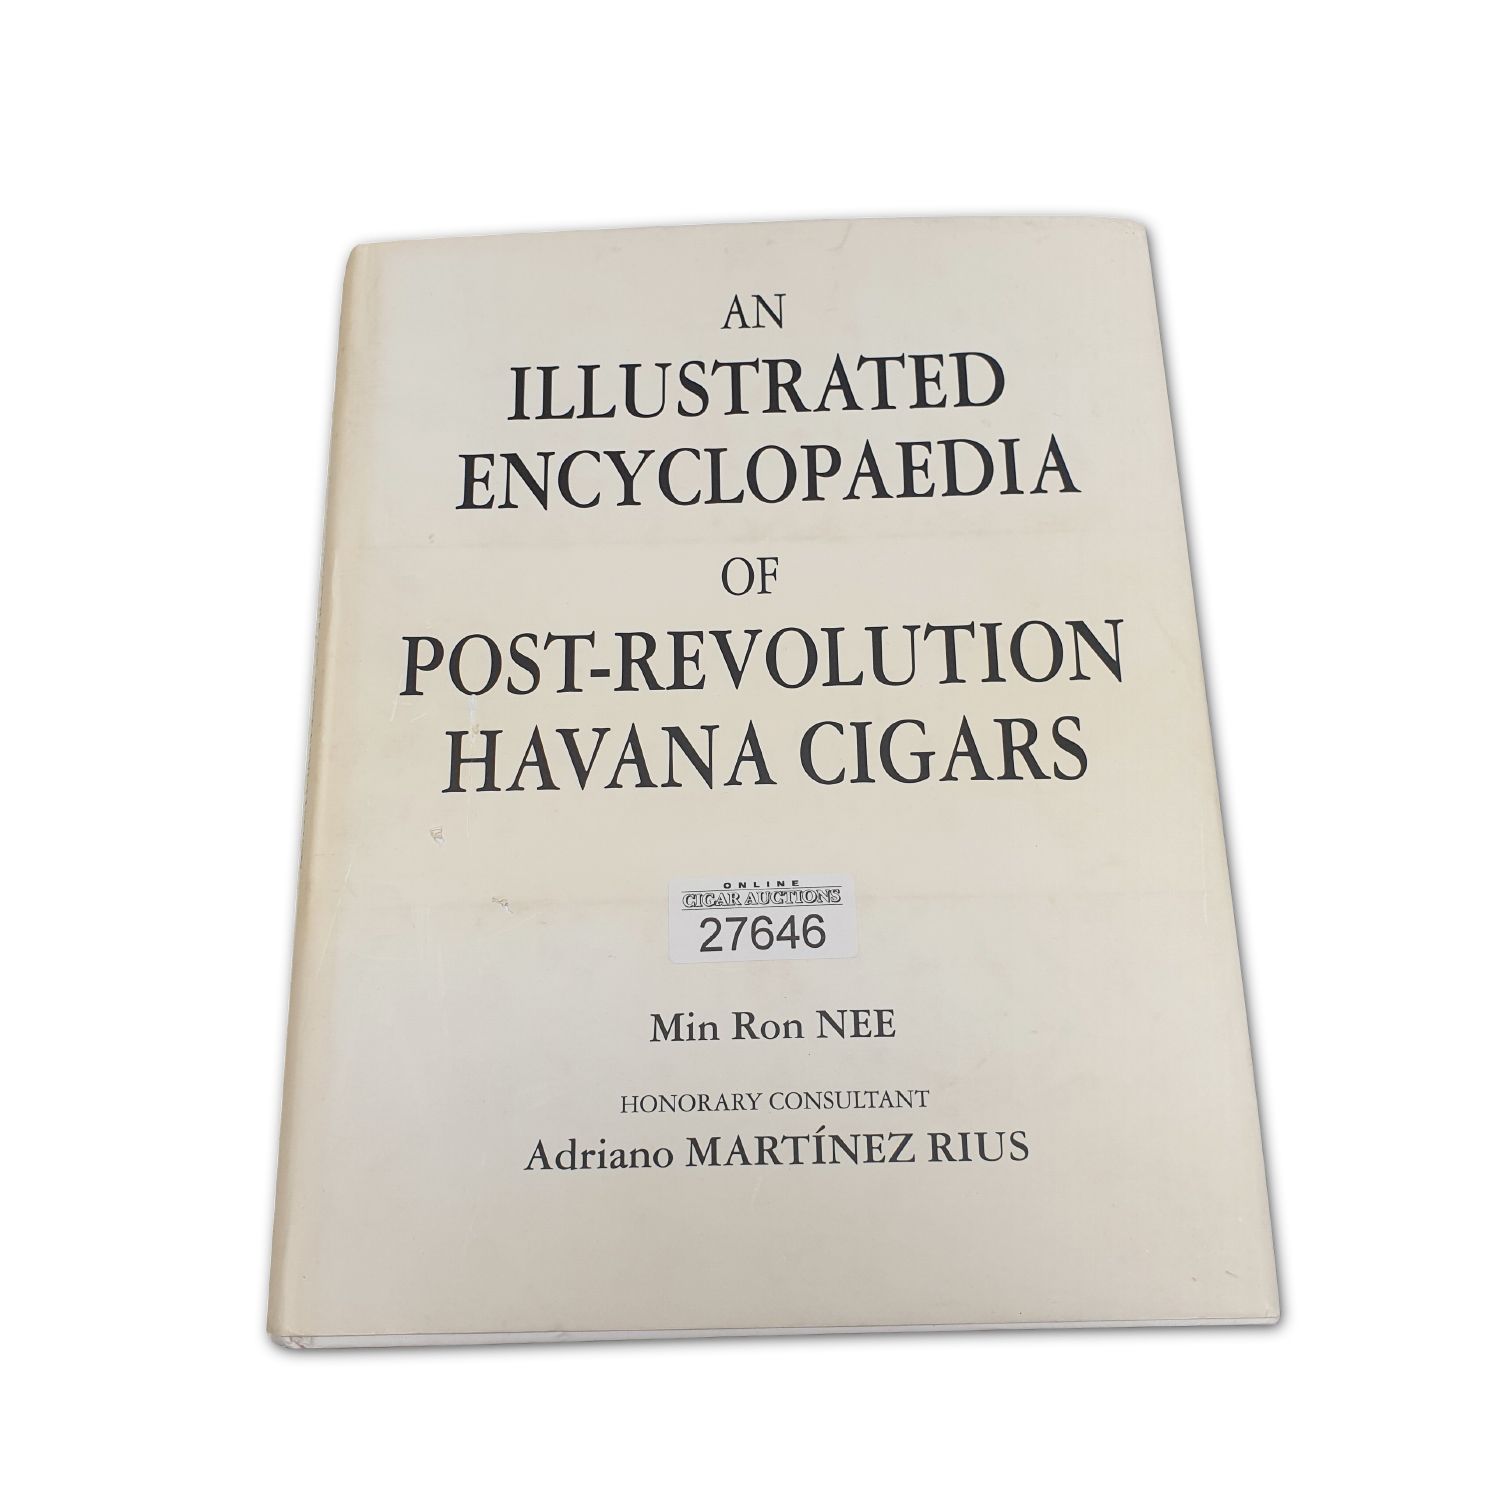 AN
ILLUSTRATED
ENCYCLOPAEDIA
OF
POST-REVOLUTION
HAVANA CIGARS
ONLINE
CIGAR AUCTIONS
27646
Min Ron NEE
HONORARY CONSULTANT
Adriano MARTÍNEZ RIUS